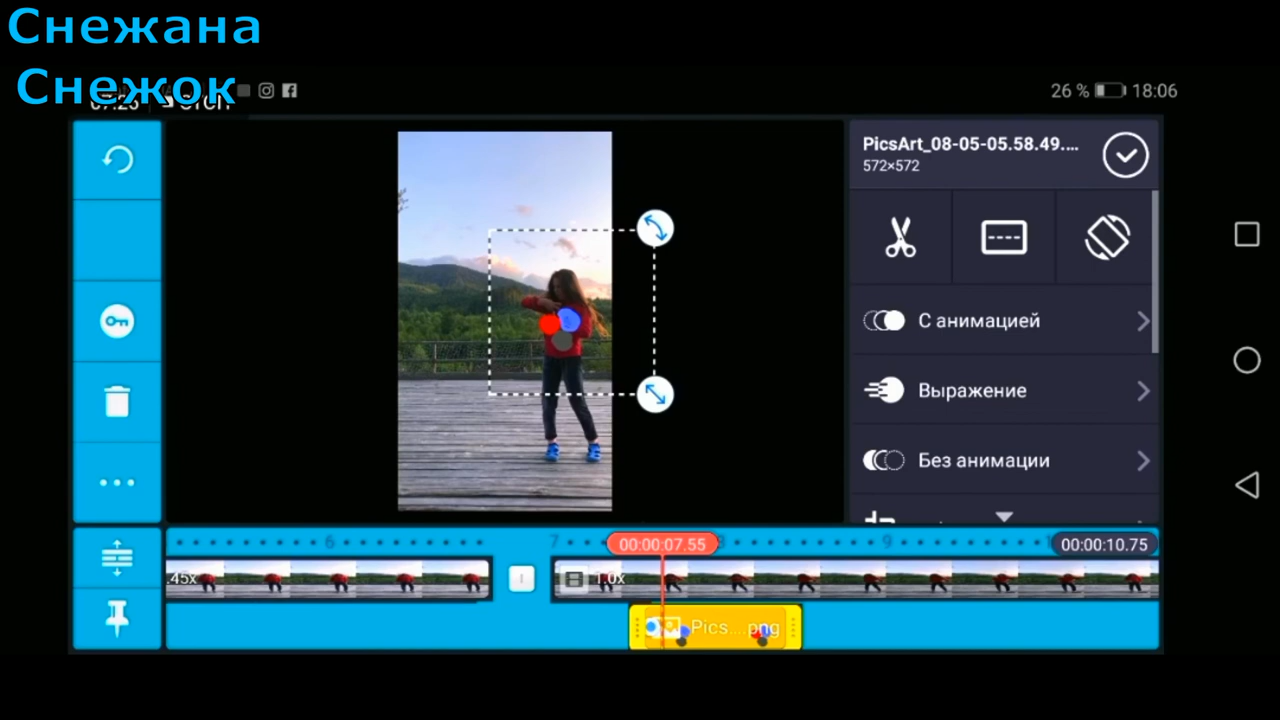 Снежана
Снежок
26 % 18:06
PicsArt_08-05-05.58.49....
572×572
С анимацией
Выражение
Без анимации
6 7 9
00:00:07.55
00:00:10.75
.45x
1.0x
Pics....png